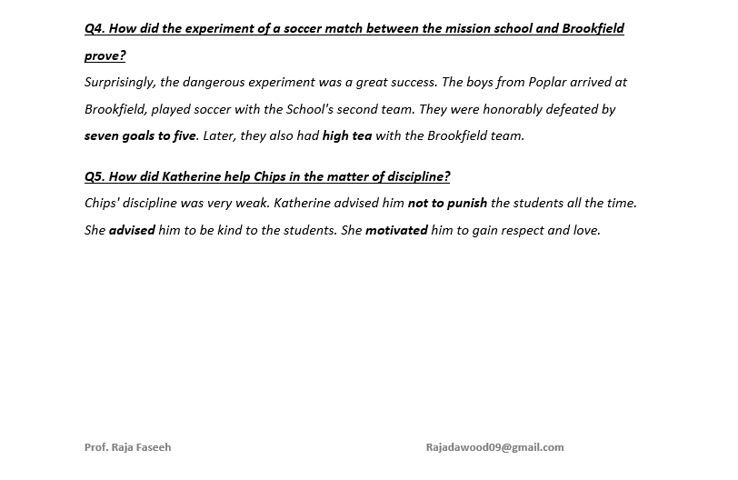 Q4. How did the experiment of a soccer match between the mission school and Brookfield
prove?
Surprisingly, the dangerous experiment was a great success. The boys from Poplar arrived at
Brookfield, played soccer with the School's second team. They were honorably defeated by
seven goals to five. Later, they also had high tea with the Brookfield team.
Q5. How did Katherine help Chips in the matter of discipline?
Chips' discipline was very weak. Katherine advised him not to punish the students all the time.
She advised him to be kind to the students. She motivated him to gain respect and love.
Prof. Raja Faseeh Rajadawood09@gmail.com